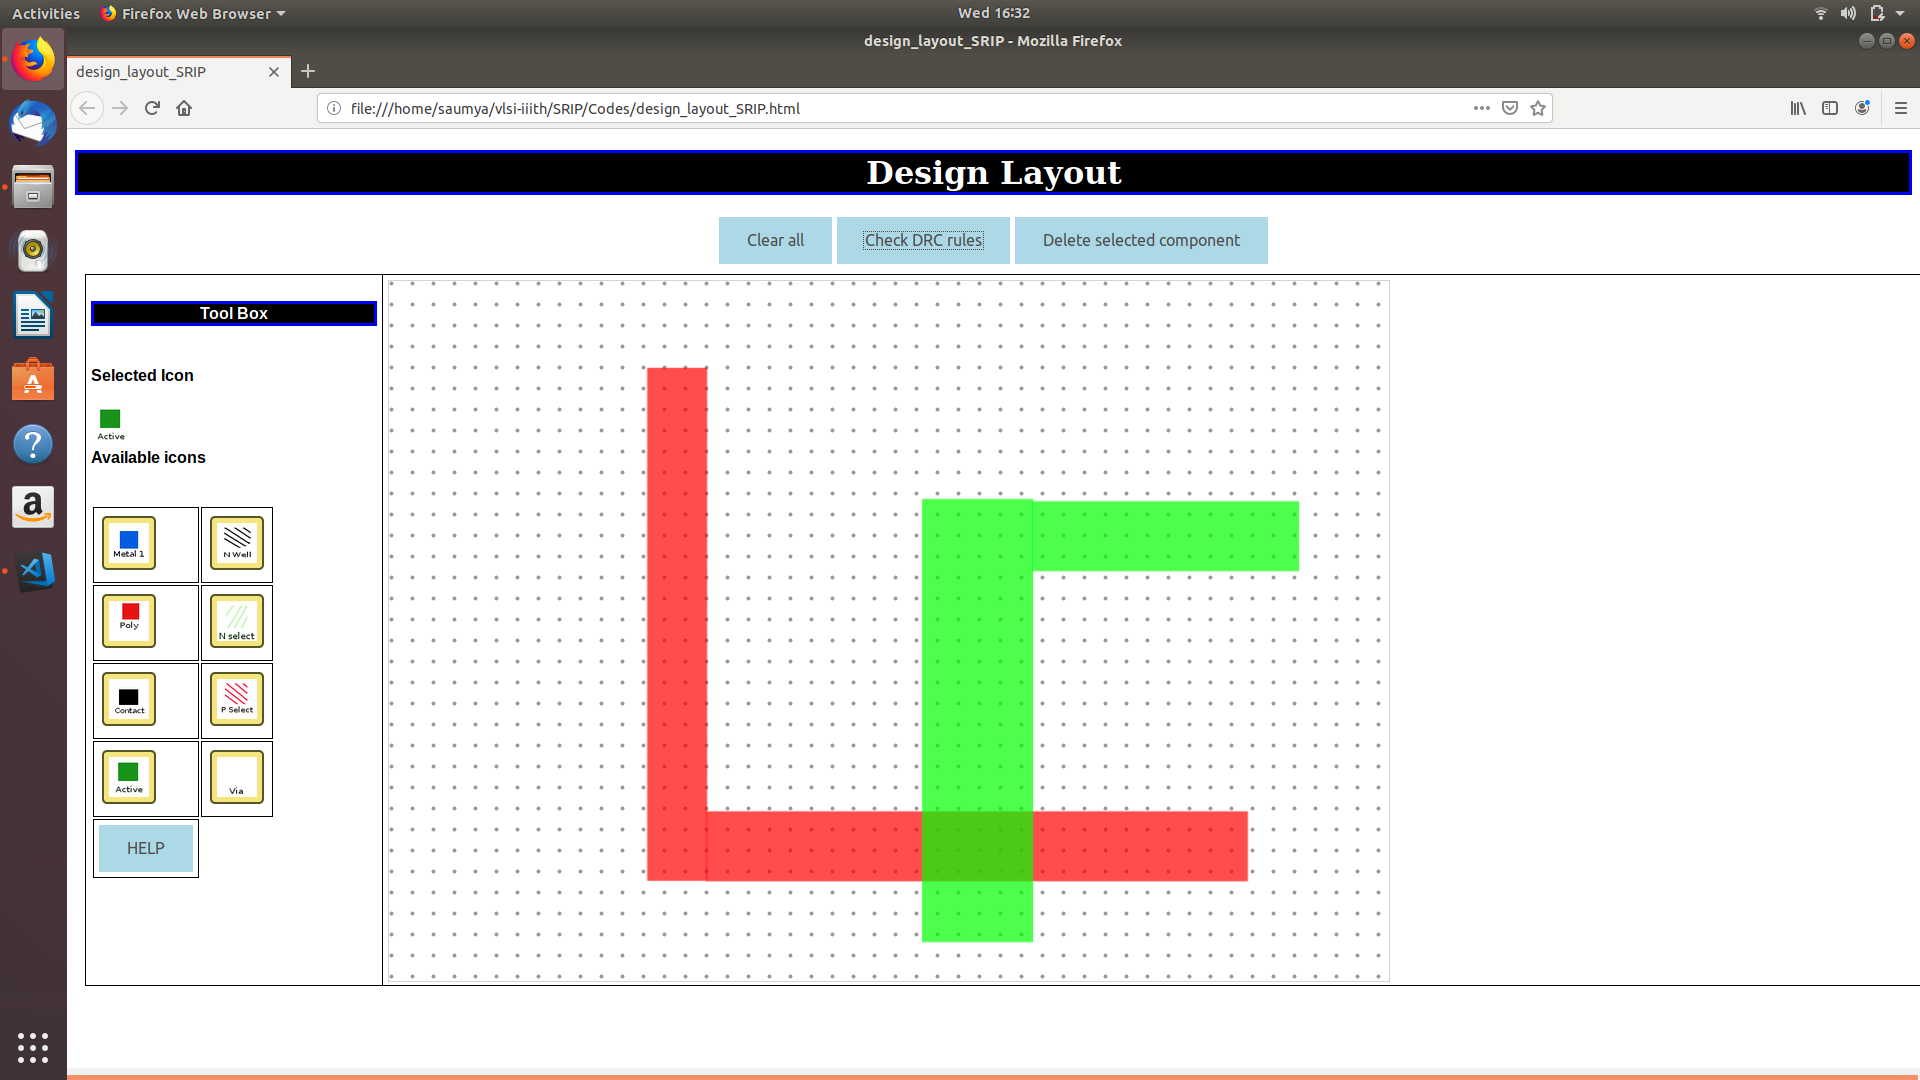 Activities Firefox Web Browser Wed 16:32
design_layout_SRIP - Mozilla Firefox
design_layout_SRIP
file:///home/saumya/vlsi-iiith/SRIP/Codes/design_layout_SRIP.html
Design Layout
Clear all Check DRC rules Delete selected component
Tool Box
Selected Icon
Active
Available icons
Metal 1 N Well
Poly N select
Contact P Select
Active Via
HELP